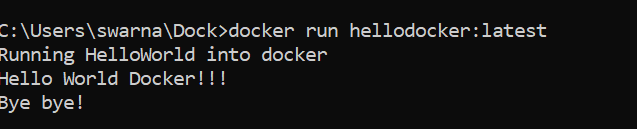 C:\Users\swarna\Dock>docker run hellodocker:latest
Running HelloWorld into docker
Hello World Docker!!!
Bye bye!